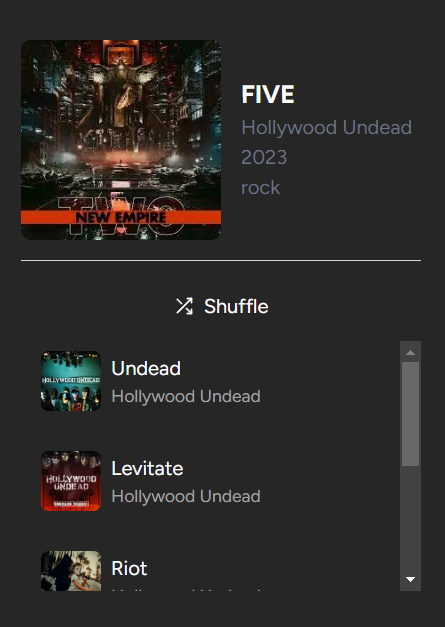 TWO
NEW EMPIRE
FIVE
Hollywood Undead
2023
rock
Shuffle
HOLLYWOOD UNDEAD
Undead
Hollywood Undead
HOLLYWOOD
UNDEAD
Levitate
Hollywood Undead
Riot